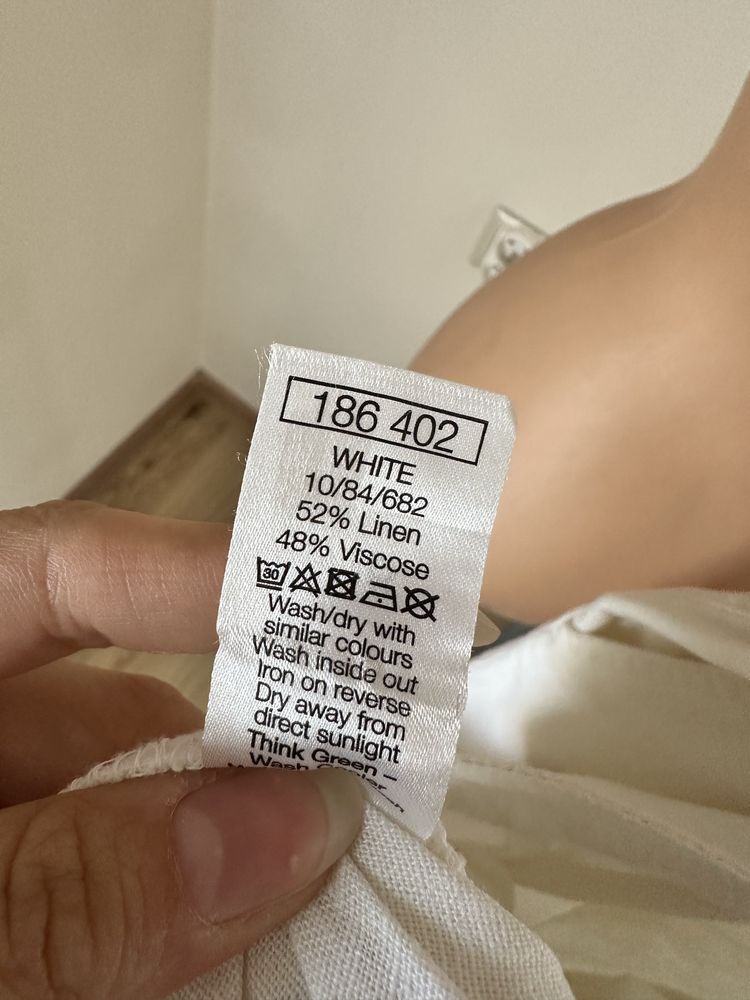 186 402
WHITE
10/84/682
52% Linen
48% Viscose
30
Wash/dry with
similar colours
Wash inside out
Iron on reverse
Dry away from
direct sunlight
Think Green –
Wash